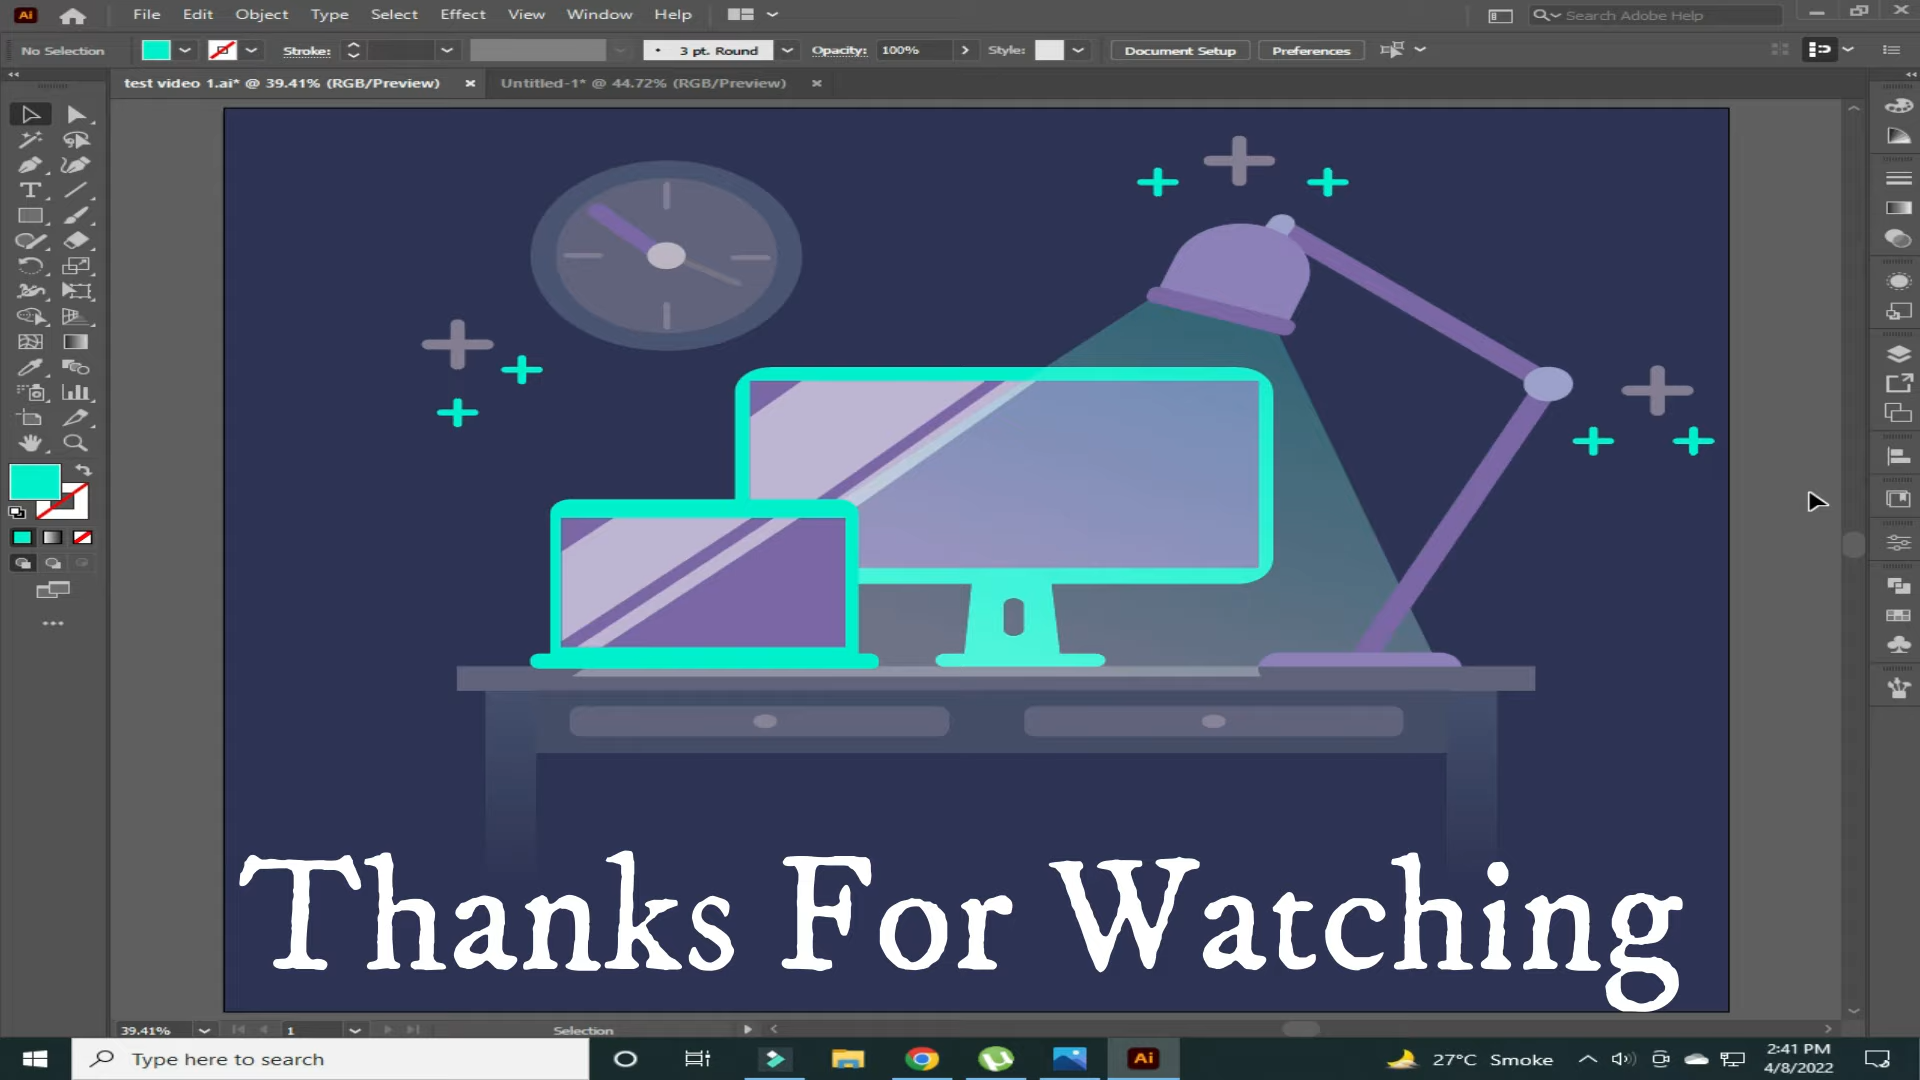 Ai File Edit Object Type Select Effect View Window Help Search Adobe Help
No Selection Stroke: 3 pt. Round Opacity: 100% Style: Document Setup Preferences
test video 1.ai* @ 39.41% (RGB/Preview) × Untitled-1* @ 44.72% (RGB/Preview) ×
Thanks For Watching
39.41% 1 Selection
Type here to search Ai 27°C Smoke 2:41 PM
4/8/2022